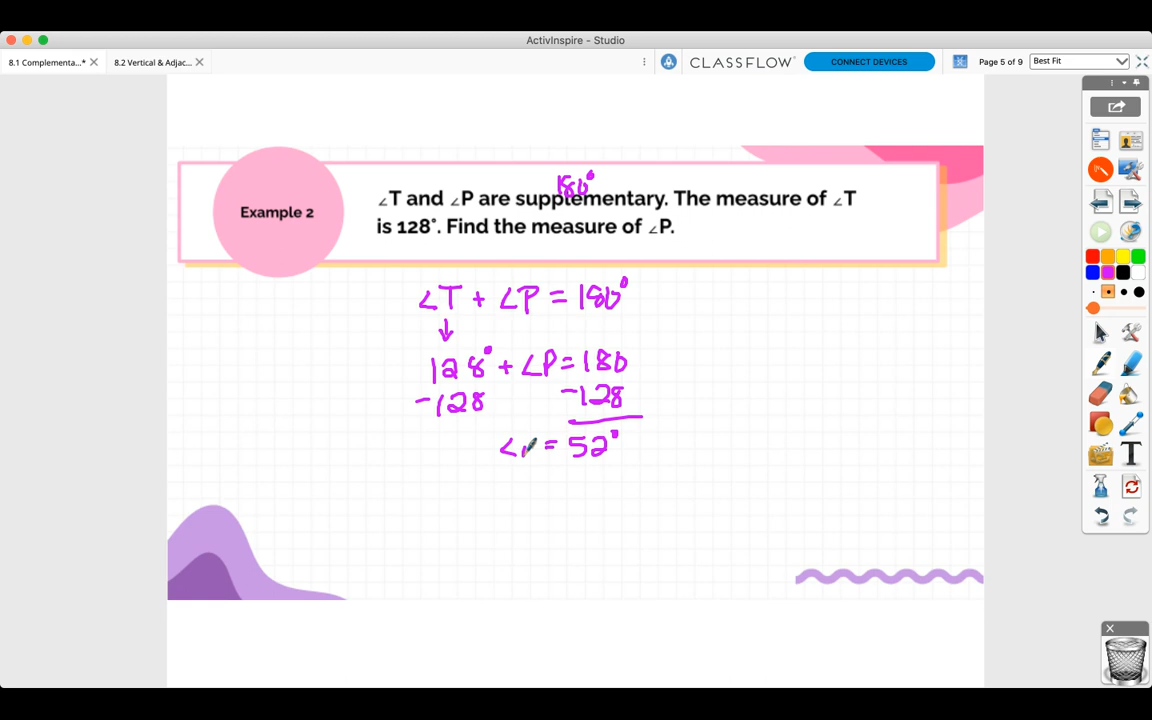 ActivInspire - Studio
8.1 Complementa...*
8.2 Vertical & Adjac...
CLASSFLOW
CONNECT DEVICES
Page 5 of 9
Best Fit
Example 2
180°
∠T and ∠P are supplementary. The measure of ∠T
is 128°. Find the measure of ∠P.
∠T + ∠P = 180°
128° + ∠P = 180
-128 -128
∠P = 52°